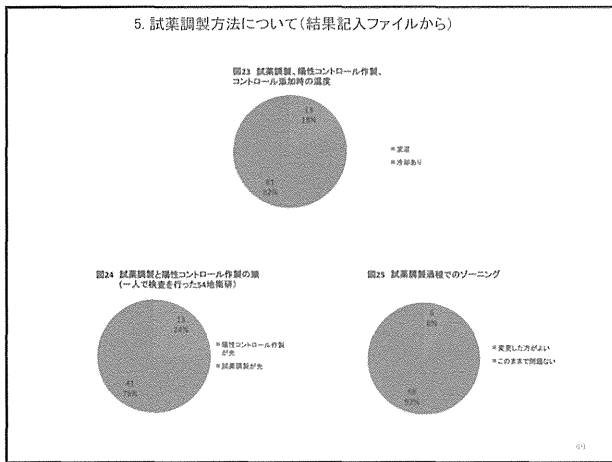 5. 試薬調製方法について(結果記入ファイルから)
図23 試薬調製、陽性コントロール作製、
コントロール添加時の温度
13
18%
61
82%
室温
冷却あり
図24 試薬調製と陽性コントロール作製の順
(一人で検査を行った54地衛研)
13
24%
41
76%
陽性コントロール作製
が先
試薬調製が先
図25 試薬調製過程でのゾーニング
変更した方がよい
このままで問題ない